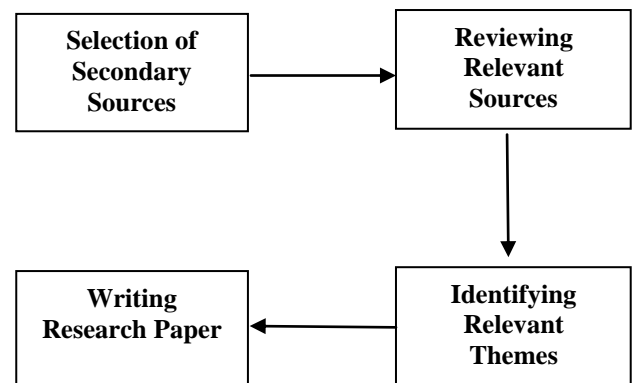 Selection of
Secondary
Sources
Reviewing
Relevant
Sources
Identifying
Relevant
Themes
Writing
Research Paper